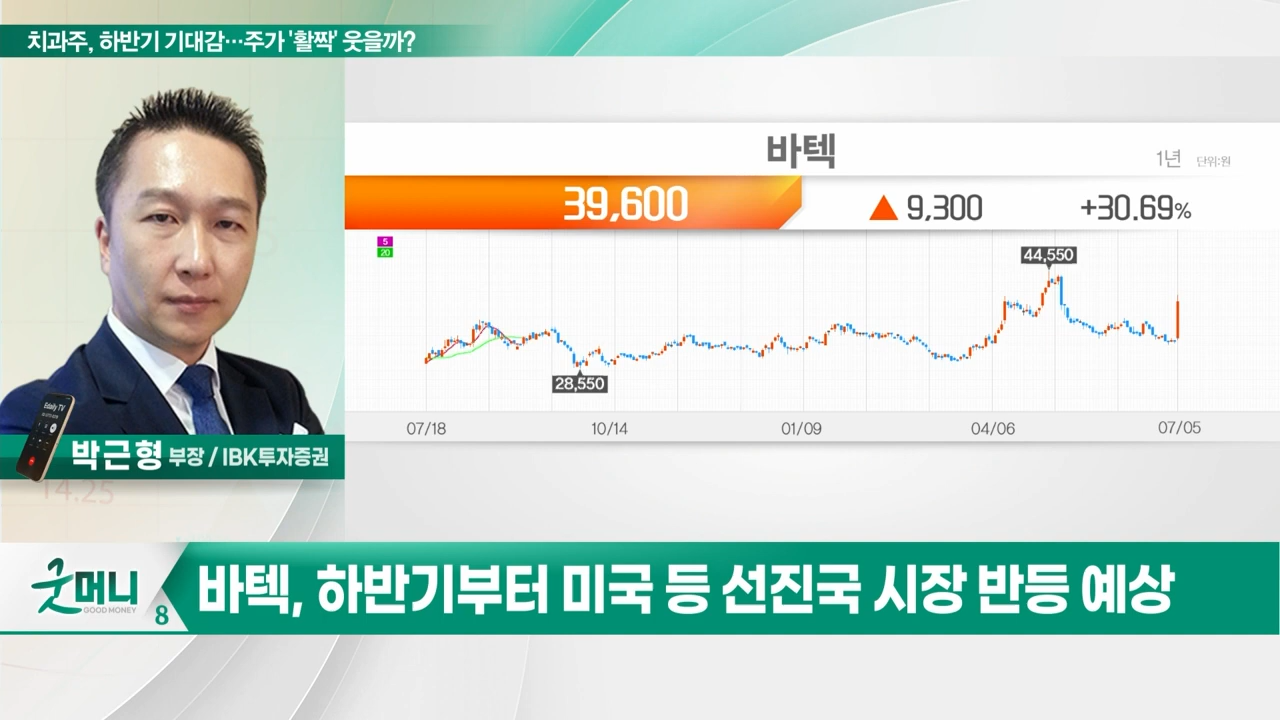 치과주, 하반기 기대감…주가 '활짝' 웃을까?
바텍
1년 단위:원
39,600 ▲ 9,300 +30.69%
5
20
44,550
28,550
07/18 10/14 01/09 04/06 07/05
Edaily TV
박근형 부장 / IBK투자증권
14.25
굿머니
GOOD MONEY
8
바텍, 하반기부터 미국 등 선진국 시장 반등 예상